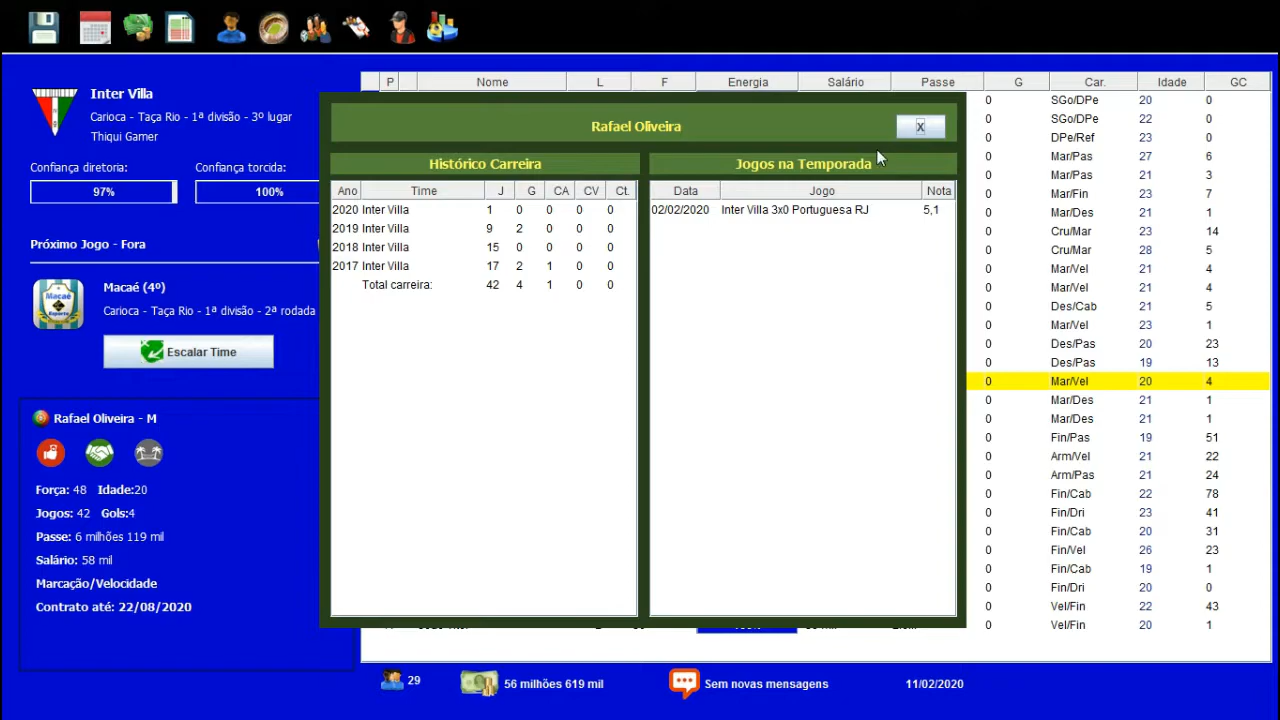 P Nome L F Energia Salário Passe G Car. Idade GC
Inter Villa
Carioca - Taça Rio - 1ª divisão - 3º lugar
Thiqui Gamer
Confiança diretoria: Confiança torcida:
97% 100%
Próximo Jogo - Fora
Macaé (4º)
Carioca - Taça Rio - 1ª divisão - 2ª rodada
Escalar Time
Rafael Oliveira - M
Força: 48 Idade:20
Jogos: 42 Gols:4
Passe: 6 milhões 119 mil
Salário: 58 mil
Marcação/Velocidade
Contrato até: 22/08/2020
Rafael Oliveira
X
Histórico Carreira
Ano Time J G CA CV Ct.
2020 Inter Villa 1 0 0 0 0
2019 Inter Villa 9 2 0 0 0
2018 Inter Villa 15 0 0 0 0
2017 Inter Villa 17 2 1 0 0
Total carreira: 42 4 1 0 0
Jogos na Temporada
Data Jogo Nota
02/02/2020 Inter Villa 3x0 Portuguesa RJ 5,1
0 SGo/DPe 20 0
0 SGo/DPe 22 0
0 DPe/Ref 23 0
0 Mar/Pas 27 6
0 Mar/Pas 21 3
0 Mar/Fin 23 7
0 Mar/Des 21 1
0 Cru/Mar 23 14
0 Cru/Mar 28 5
0 Mar/Vel 21 4
0 Mar/Vel 21 4
0 Des/Cab 21 5
0 Mar/Vel 23 1
0 Des/Pas 20 23
0 Des/Pas 19 13
0 Mar/Vel 20 4
0 Mar/Des 21 1
0 Mar/Des 21 1
0 Fin/Pas 19 51
0 Arm/Vel 21 22
0 Arm/Pas 21 24
0 Fin/Cab 22 78
0 Fin/Dri 23 41
0 Fin/Cab 20 31
0 Fin/Vel 26 23
0 Fin/Cab 19 1
0 Fin/Dri 20 0
0 Vel/Fin 22 43
0 Vel/Fin 20 1
29 56 milhões 619 mil Sem novas mensagens 11/02/2020